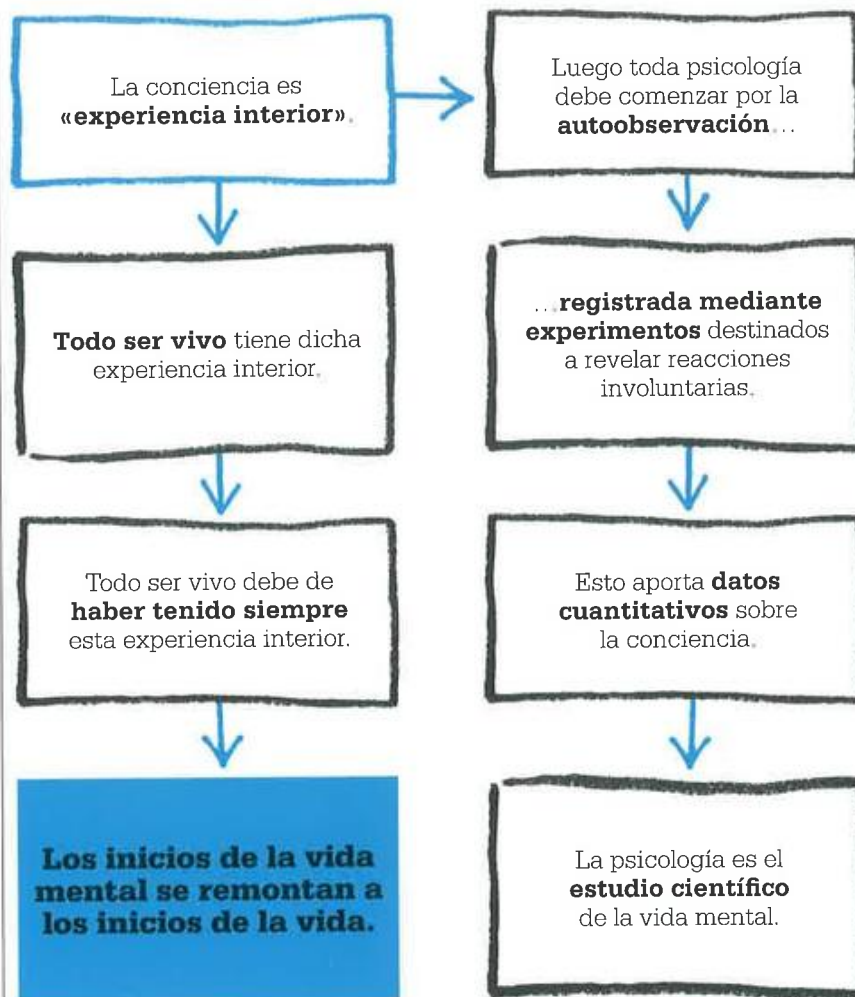 La conciencia es
«experiencia interior».
Luego toda psicología
debe comenzar por la
autoobservación...
Todo ser vivo tiene dicha
experiencia interior.
...registrada mediante
experimentos destinados
a revelar reacciones
involuntarias.
Todo ser vivo debe de
haber tenido siempre
esta experiencia interior.
Esto aporta datos
cuantitativos sobre
la conciencia.
Los inicios de la vida
mental se remontan a
los inicios de la vida.
La psicología es el
estudio científico
de la vida mental.